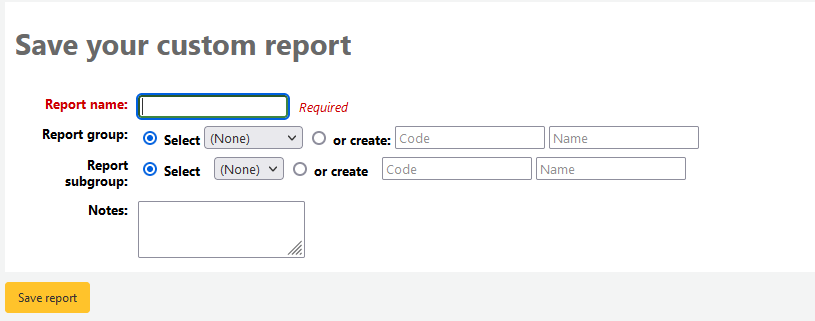 Save your custom report
Report name: Required
Report group: Select (None) or create: Code Name
Report subgroup: Select (None) or create Code Name
Notes:
Save report